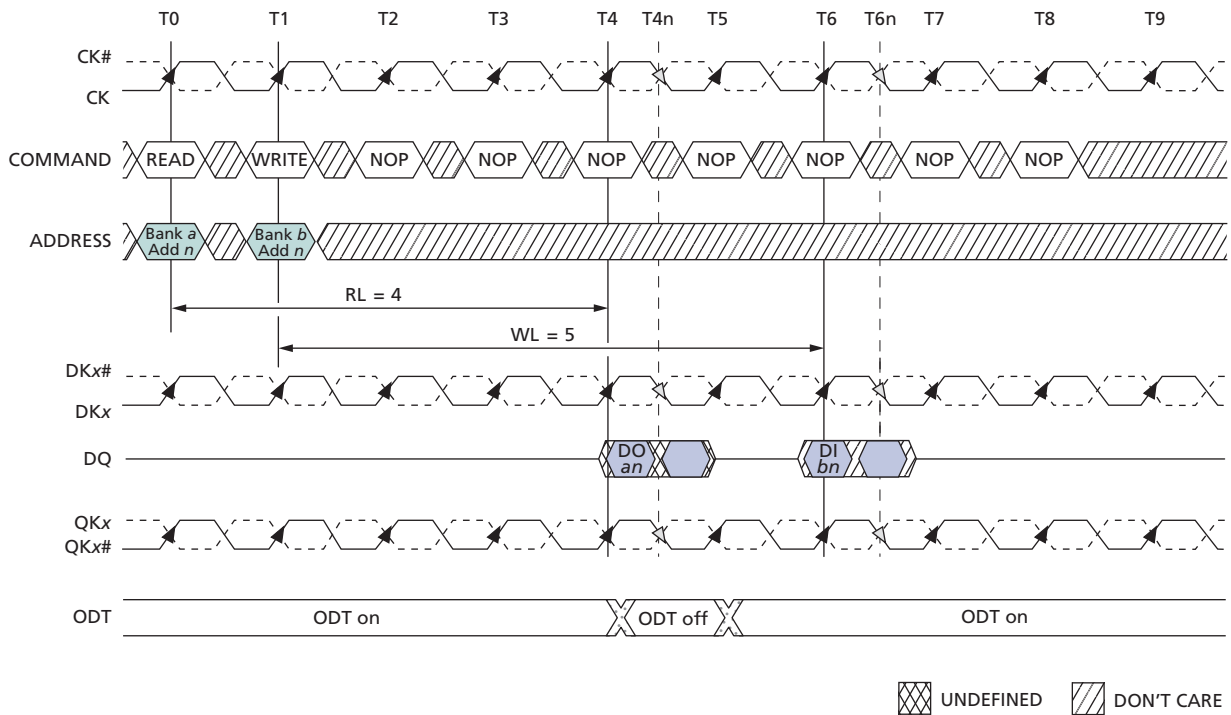 T0 T1 T2 T3 T4 T4n T5 T6 T6n T7 T8 T9
CK#
CK
COMMAND READ WRITE NOP NOP NOP NOP NOP NOP NOP
ADDRESS Bank a Add n Bank b Add n
RL = 4
WL = 5
DKx#
DKx
DQ DO an DI bn
QKx
QKx#
ODT ODT on ODT off ODT on
UNDEFINED DON'T CARE